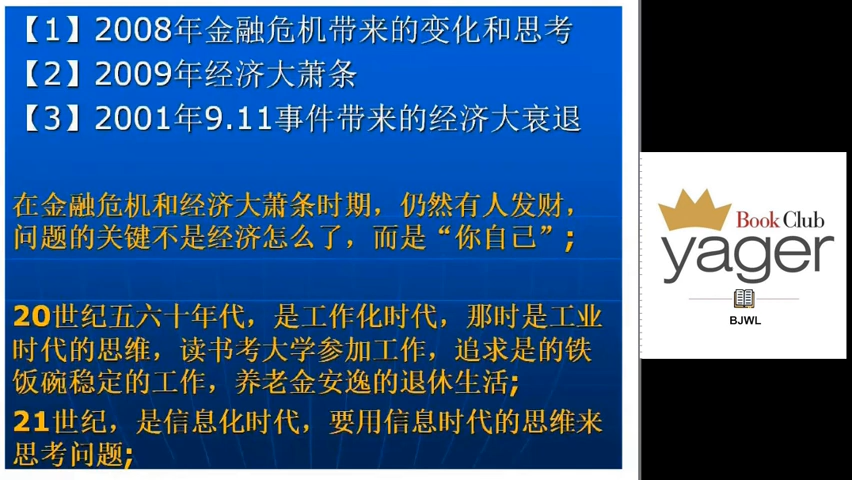 【1】2008年金融危机带来的变化和思考
【2】2009年经济大萧条
【3】2001年9.11事件带来的经济大衰退
在金融危机和经济大萧条时期，仍然有人发财，
问题的关键不是经济怎么了，而是“你自己”;
20世纪五六十年代，是工作化时代，那时是工业
时代的思维，读书考大学参加工作，追求是的铁
饭碗稳定的工作，养老金安逸的退休生活;
21世纪，是信息化时代，要用信息时代的思维来
思考问题;
Book Club
yager
BJWL